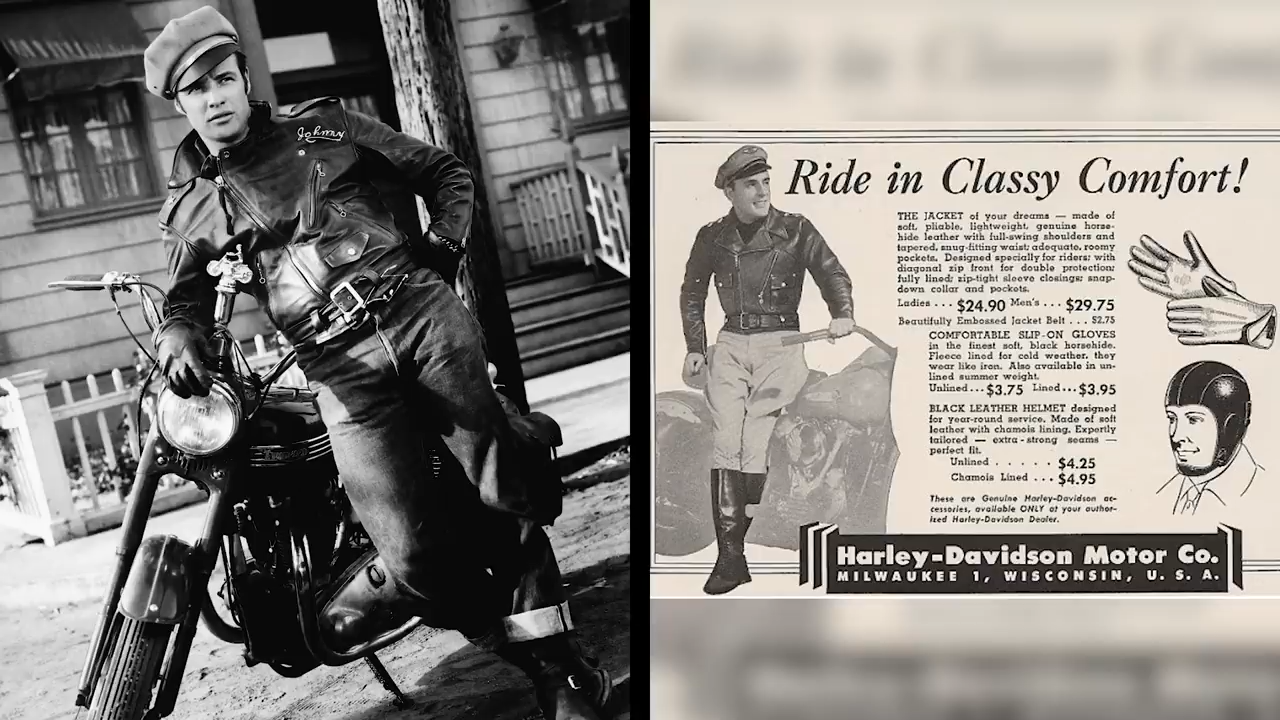 Johnny
Ride in Classy Comfort!
THE JACKET of your dreams — made of
soft, pliable, lightweight, genuine horse-
hide leather with full-swing shoulders and
tapered, snug-fitting waist; adequate, roomy
pockets. Designed specially for riders; with
diagonal zip front for double protection;
fully lined; zip-tight sleeve closings; snap-
down collar and pockets.
Ladies . . . $24.90 Men's . . . $29.75
Beautifully Embossed Jacket Belt . . . $2.75
COMFORTABLE SLIP-ON GLOVES
in the finest soft, black horsehide.
Fleece lined for cold weather, they
wear like iron. Also available in un-
lined summer weight.
Unlined . . . $3.75 Lined . . . $3.95
BLACK LEATHER HELMET designed
for year-round service. Made of soft
leather with chamois lining. Expertly
tailored — extra-strong seams —
perfect fit.
Unlined . . . . . $4.25
Chamois Lined . . . $4.95
These are Genuine Harley-Davidson ac-
cessories, available ONLY at your author-
ized Harley-Davidson Dealer.
Harley-Davidson Motor Co.
MILWAUKEE 1, WISCONSIN, U. S. A.